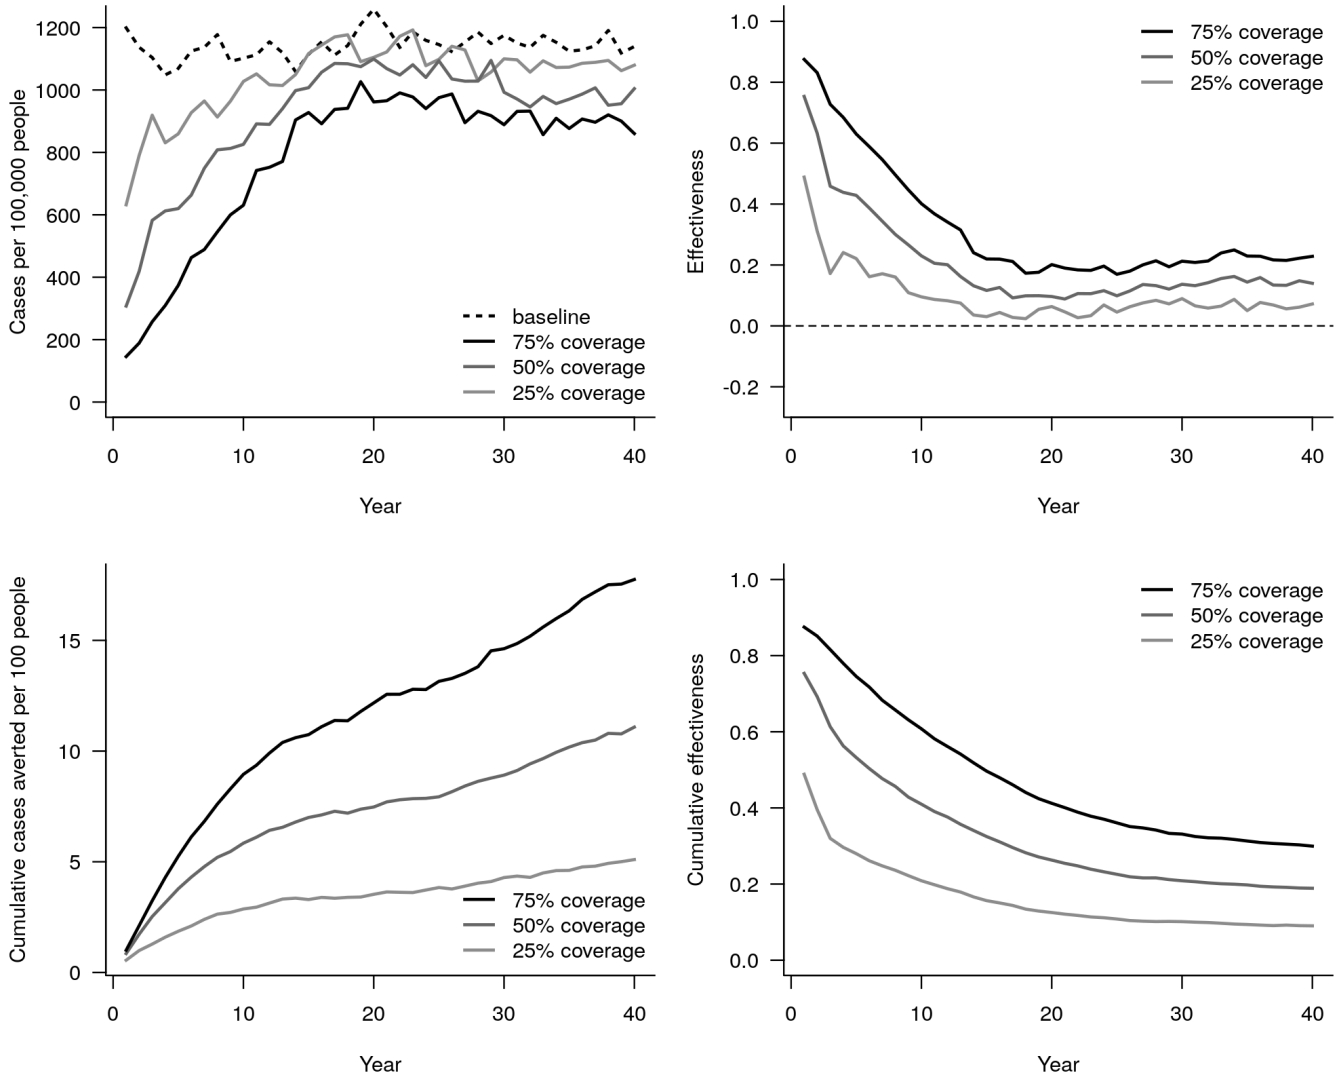 Cases per 100,000 people
1200
1000
800
600
400
200
0
baseline
75% coverage
50% coverage
25% coverage
0 10 20 30 40
Year
Effectiveness
1.0
0.8
0.6
0.4
0.2
0.0
-0.2
75% coverage
50% coverage
25% coverage
0 10 20 30 40
Year
Cumulative cases averted per 100 people
15
10
5
0
75% coverage
50% coverage
25% coverage
0 10 20 30 40
Year
Cumulative effectiveness
1.0
0.8
0.6
0.4
0.2
0.0
75% coverage
50% coverage
25% coverage
0 10 20 30 40
Year